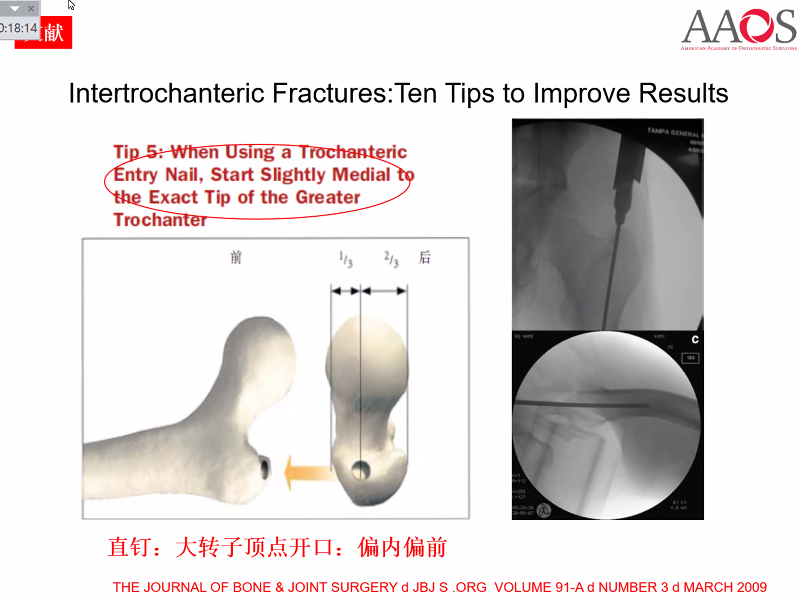 0:18:14
献
AAOS
AMERICAN ACADEMY OF ORTHOPAEDIC SURGEONS
Intertrochanteric Fractures:Ten Tips to Improve Results
Tip 5: When Using a Trochanteric
Entry Nail, Start Slightly Medial to
the Exact Tip of the Greater
Trochanter
前 1/3 2/3 后
TAMPA GENERAL
C
直钉：大转子顶点开口：偏内偏前
THE JOURNAL OF BONE & JOINT SURGERY d JBJ S .ORG VOLUME 91-A d NUMBER 3 d MARCH 2009